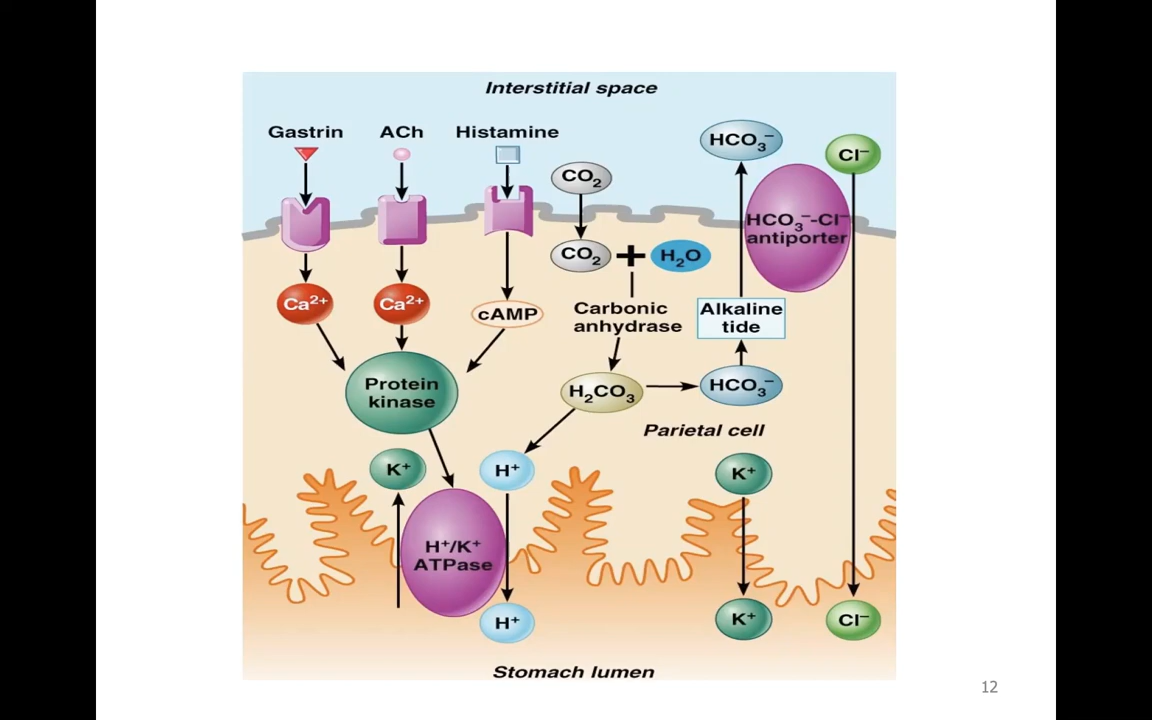 Interstitial space
Gastrin
ACh
Histamine
CO₂
HCO₃⁻
Cl⁻
HCO₃⁻-Cl⁻
antiporter
CO₂
+
H₂O
Ca²⁺
Ca²⁺
cAMP
Carbonic
anhydrase
Alkaline
tide
Protein
kinase
H₂CO₃
HCO₃⁻
Parietal cell
K⁺
H⁺
K⁺
H⁺/K⁺
ATPase
H⁺
K⁺
Cl⁻
Stomach lumen
12